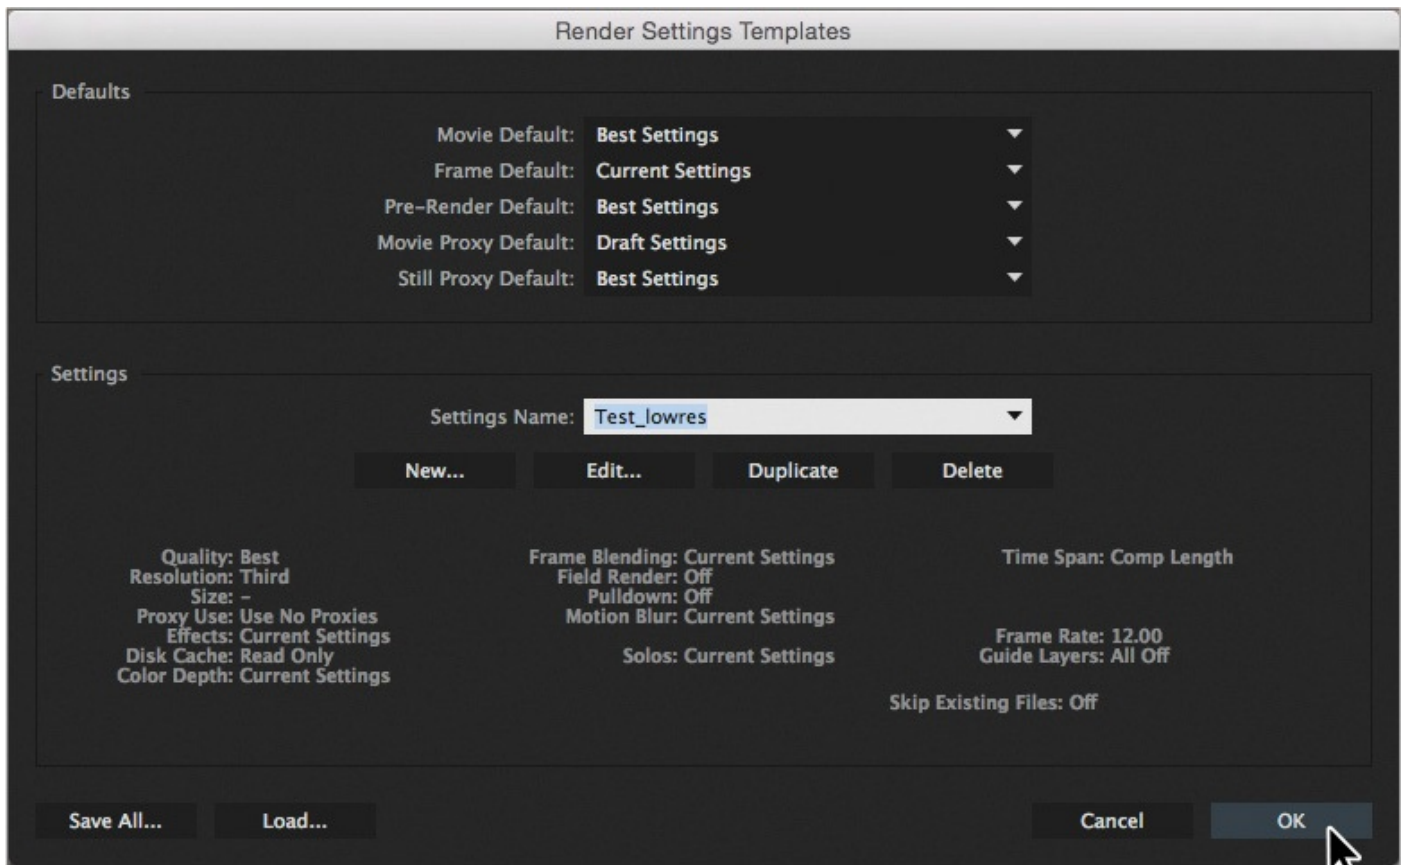 Render Settings Templates
Defaults
Movie Default: Best Settings
Frame Default: Current Settings
Pre-Render Default: Best Settings
Movie Proxy Default: Draft Settings
Still Proxy Default: Best Settings
Settings
Settings Name: Test_lowres
New... Edit... Duplicate Delete
Quality: Best Frame Blending: Current Settings Time Span: Comp Length
Resolution: Third Field Render: Off
Size: - Pulldown: Off
Proxy Use: Use No Proxies Motion Blur: Current Settings
Effects: Current Settings Frame Rate: 12.00
Disk Cache: Read Only Solos: Current Settings Guide Layers: All Off
Color Depth: Current Settings
Skip Existing Files: Off
Save All... Load... Cancel OK